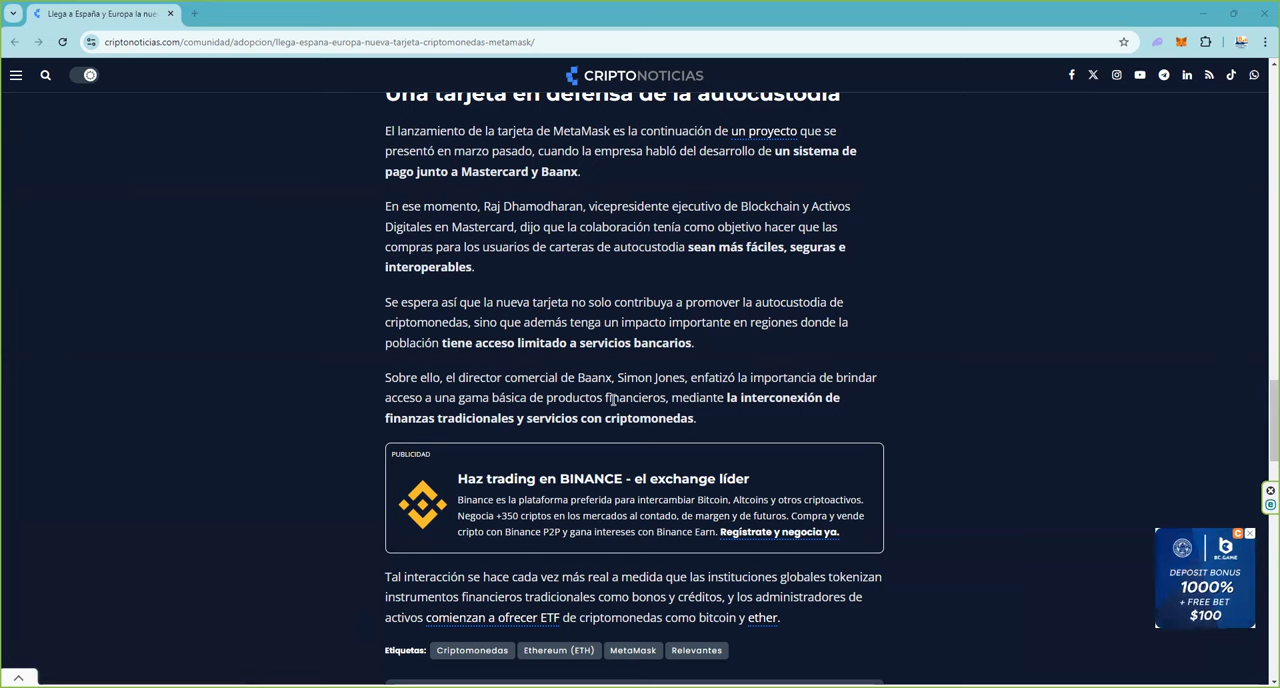 Llega a España y Europa la nue
criptonoticias.com/comunidad/adopcion/llega-espana-europa-nueva-tarjeta-criptomonedas-metamask/
CRIPTONOTICIAS
Una tarjeta en defensa de la autocustodia
El lanzamiento de la tarjeta de MetaMask es la continuación de un proyecto que se
presentó en marzo pasado, cuando la empresa habló del desarrollo de un sistema de
pago junto a Mastercard y Baanx.
En ese momento, Raj Dhamodharan, vicepresidente ejecutivo de Blockchain y Activos
Digitales en Mastercard, dijo que la colaboración tenía como objetivo hacer que las
compras para los usuarios de carteras de autocustodia sean más fáciles, seguras e
interoperables.
Se espera así que la nueva tarjeta no solo contribuya a promover la autocustodia de
criptomonedas, sino que además tenga un impacto importante en regiones donde la
población tiene acceso limitado a servicios bancarios.
Sobre ello, el director comercial de Baanx, Simon Jones, enfatizó la importancia de brindar
acceso a una gama básica de productos financieros, mediante la interconexión de
finanzas tradicionales y servicios con criptomonedas.
PUBLICIDAD
Haz trading en BINANCE - el exchange líder
Binance es la plataforma preferida para intercambiar Bitcoin, Altcoins y otros criptoactivos.
Negocia +350 criptos en los mercados al contado, de margen y de futuros. Compra y vende
cripto con Binance P2P y gana intereses con Binance Earn. Regístrate y negocia ya.
BC.GAME
DEPOSIT BONUS
1000%
+ FREE BET
$100
Tal interacción se hace cada vez más real a medida que las instituciones globales tokenizan
instrumentos financieros tradicionales como bonos y créditos, y los administradores de
activos comienzan a ofrecer ETF de criptomonedas como bitcoin y ether.
Etiquetas: Criptomonedas Ethereum (ETH) MetaMask Relevantes